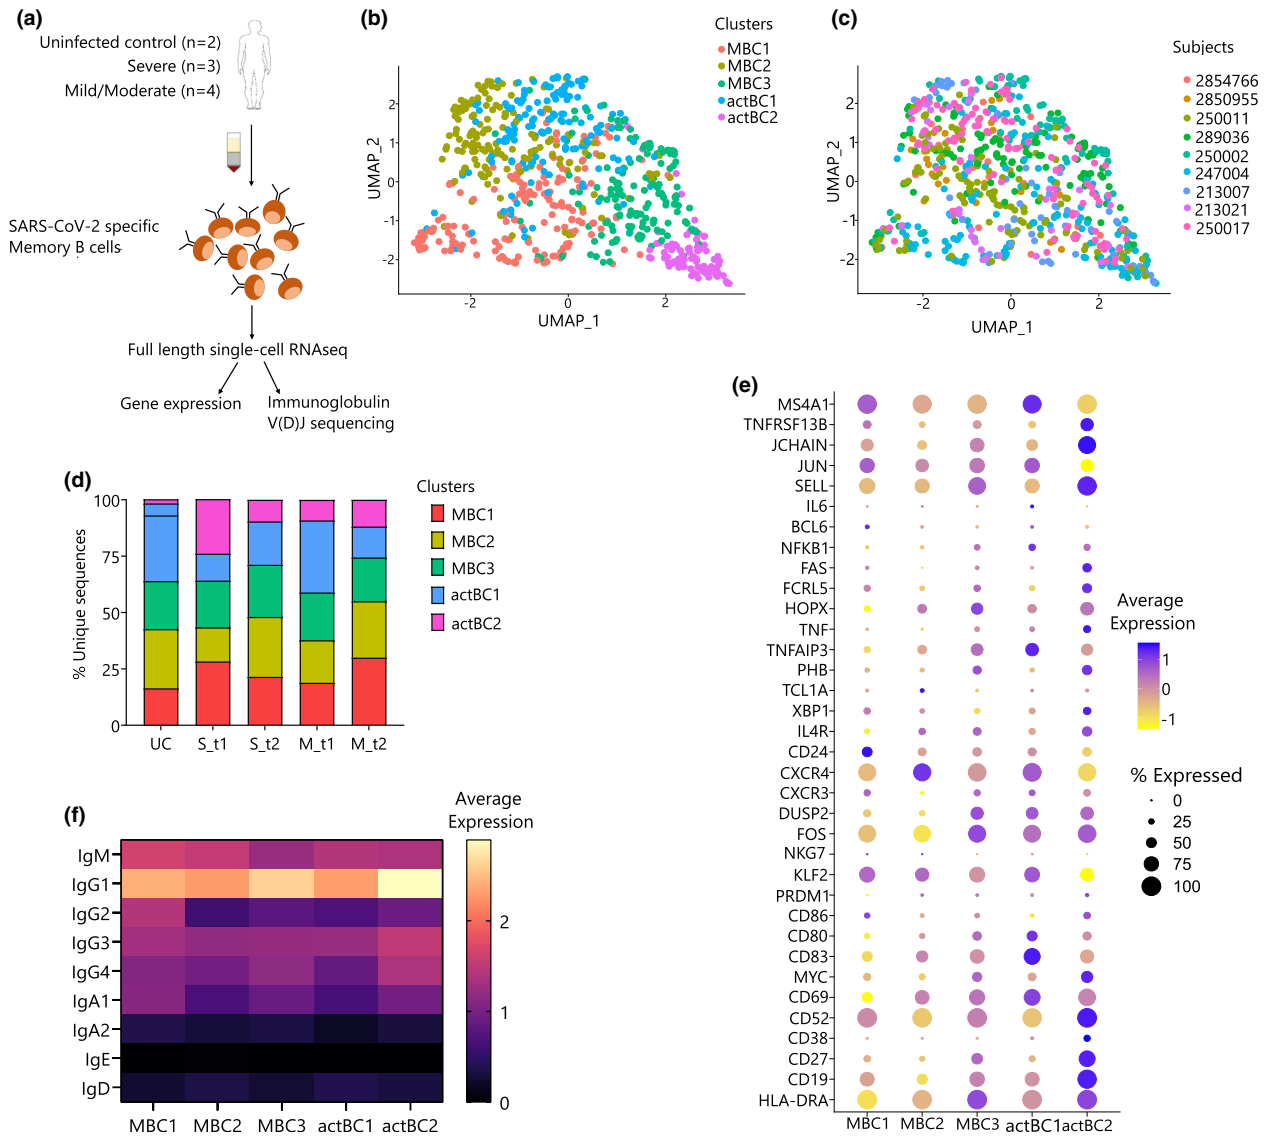 (a)
Uninfected control (n=2)
Severe (n=3)
Mild/Moderate (n=4)
SARS-CoV-2 specific
Memory B cells
Full length single-cell RNAseq
Gene expression
Immunoglobulin
V(D)J sequencing
(b)
Clusters
MBC1
MBC2
MBC3
actBC1
actBC2
UMAP_2
2
1
0
-1
-2
-2
0
2
UMAP_1
(c)
Subjects
2854766
2850955
250011
289036
250002
247004
213007
213021
250017
UMAP_2
2
1
0
-1
-2
-2
0
2
UMAP_1
(d)
Clusters
MBC1
MBC2
MBC3
actBC1
actBC2
% Unique sequences
100
75
50
25
0
UC
S_t1
S_t2
M_t1
M_t2
(e)
MS4A1
TNFRSF13B
JCHAIN
JUN
SELL
IL6
BCL6
NFKB1
FAS
FCRL5
HOPX
TNF
TNFAIP3
PHB
TCL1A
XBP1
IL4R
CD24
CXCR4
CXCR3
DUSP2
FOS
NKG7
KLF2
PRDM1
CD86
CD80
CD83
MYC
CD69
CD52
CD38
CD27
CD19
HLA-DRA
MBC1
MBC2
MBC3
actBC1
actBC2
Average
Expression
1
0
-1
% Expressed
0
25
50
75
100
(f)
Average
Expression
2
1
0
IgM
IgG1
IgG2
IgG3
IgG4
IgA1
IgA2
IgE
IgD
MBC1
MBC2
MBC3
actBC1
actBC2